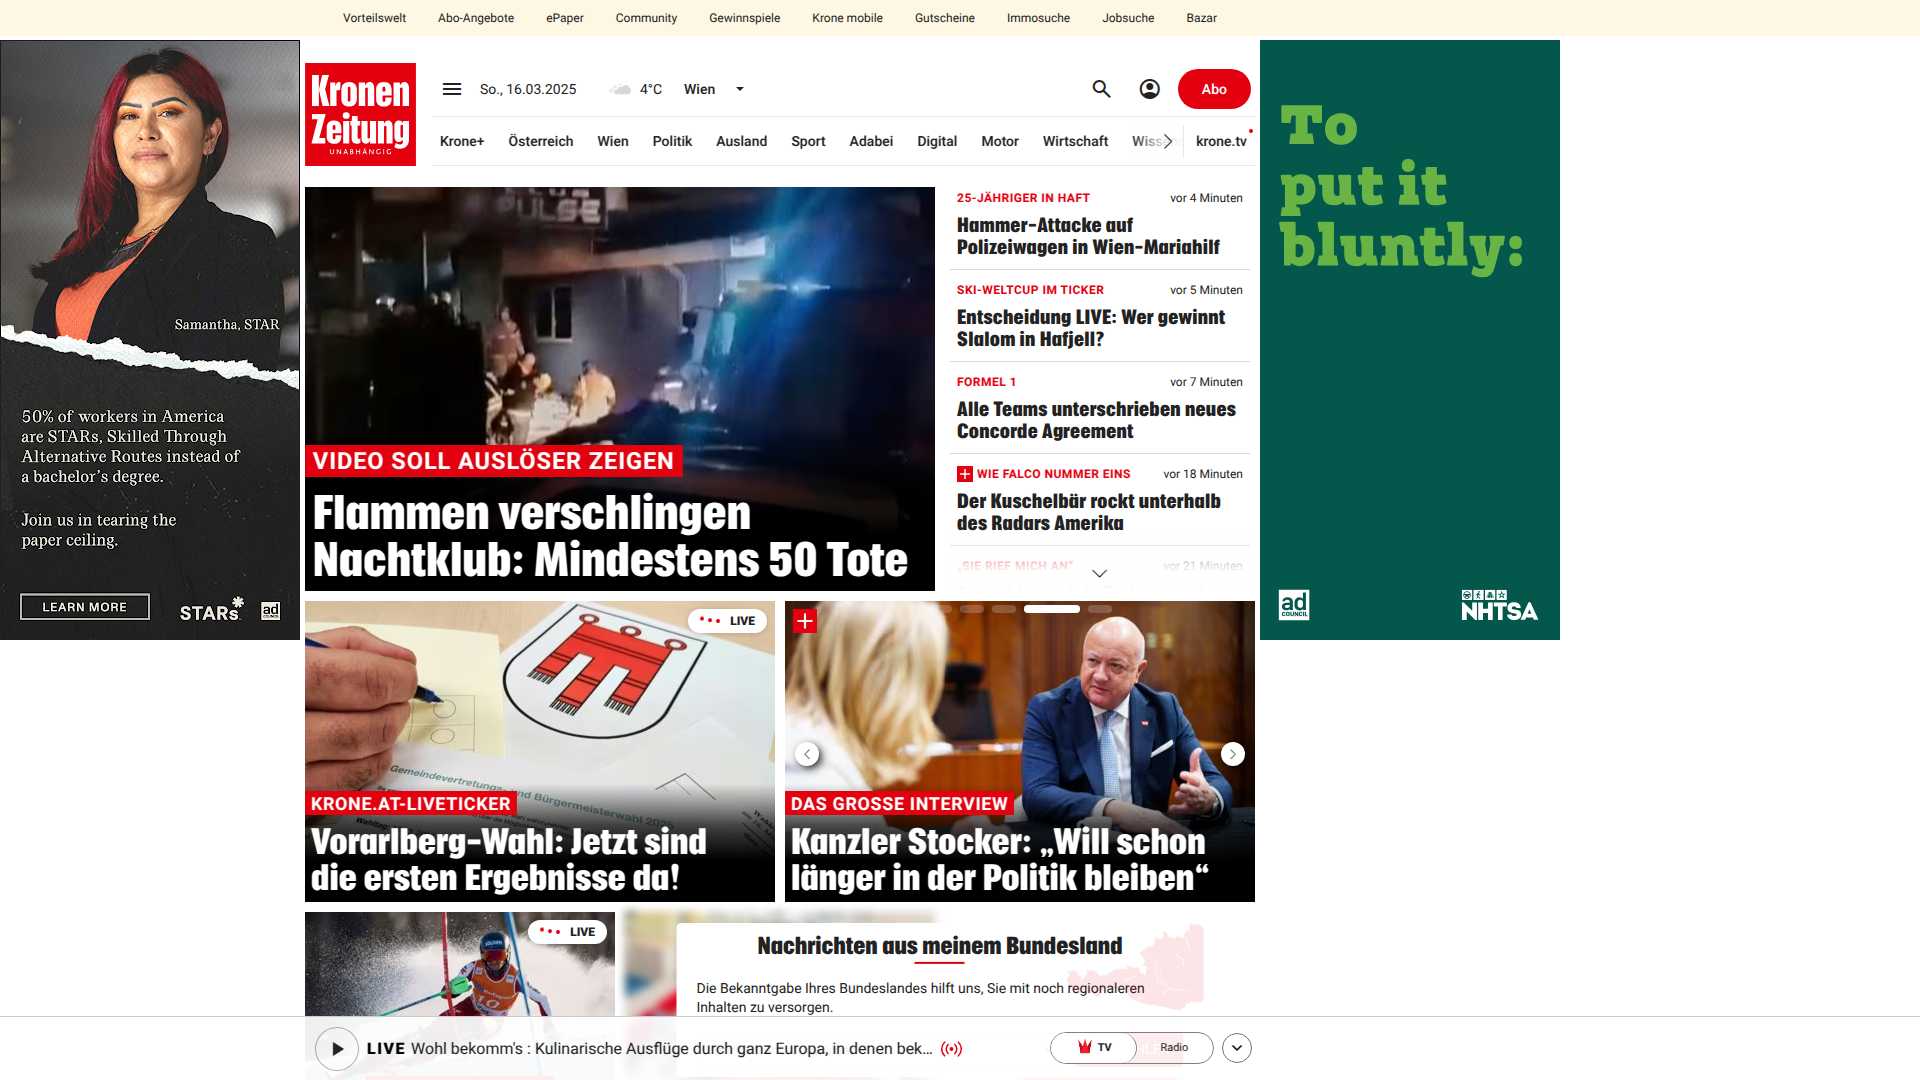 Vorteilswelt Abo-Angebote ePaper Community Gewinnspiele Krone mobile Gutscheine Immosuche Jobsuche Bazar
Kronen
Zeitung
UNABHÄNGIG
So., 16.03.2025 4°C Wien Abo
Krone+ Österreich Wien Politik Ausland Sport Adabei Digital Motor Wirtschaft krone.tv
Samantha, STAR
50% of workers in America
are STARs, Skilled Through
Alternative Routes instead of
a bachelor's degree.
Join us in tearing the
paper ceiling.
LEARN MORE
STARs
ad
COUNCIL
PULSE
VIDEO SOLL AUSLÖSER ZEIGEN
Flammen verschlingen
Nachtklub: Mindestens 50 Tote
25-JÄHRIGER IN HAFT vor 4 Minuten
Hammer-Attacke auf
Polizeiwagen in Wien-Mariahilf
SKI-WELTCUP IM TICKER vor 5 Minuten
Entscheidung LIVE: Wer gewinnt
Slalom in Hafjell?
FORMEL 1 vor 7 Minuten
Alle Teams unterschrieben neues
Concorde Agreement
WIE FALCO NUMMER EINS vor 18 Minuten
Der Kuschelbär rockt unterhalb
des Radars Amerika
„SIE RIEF MICH AN“ vor 21 Minuten
To
put it
bluntly:
ad
COUNCIL
NHTSA
LIVE
Gemeindevertretungs- und Bürgermeisterwahl 2025
KRONE.AT-LIVETICKER
Vorarlberg-Wahl: Jetzt sind
die ersten Ergebnisse da!
DAS GROSSE INTERVIEW
Kanzler Stocker: „Will schon
länger in der Politik bleiben“
LIVE
Nachrichten aus meinem Bundesland
Die Bekanntgabe Ihres Bundeslandes hilft uns, Sie mit noch regionaleren
Inhalten zu versorgen.
LIVE Wohl bekomm's : Kulinarische Ausflüge durch ganz Europa, in denen bek...
TV Radio